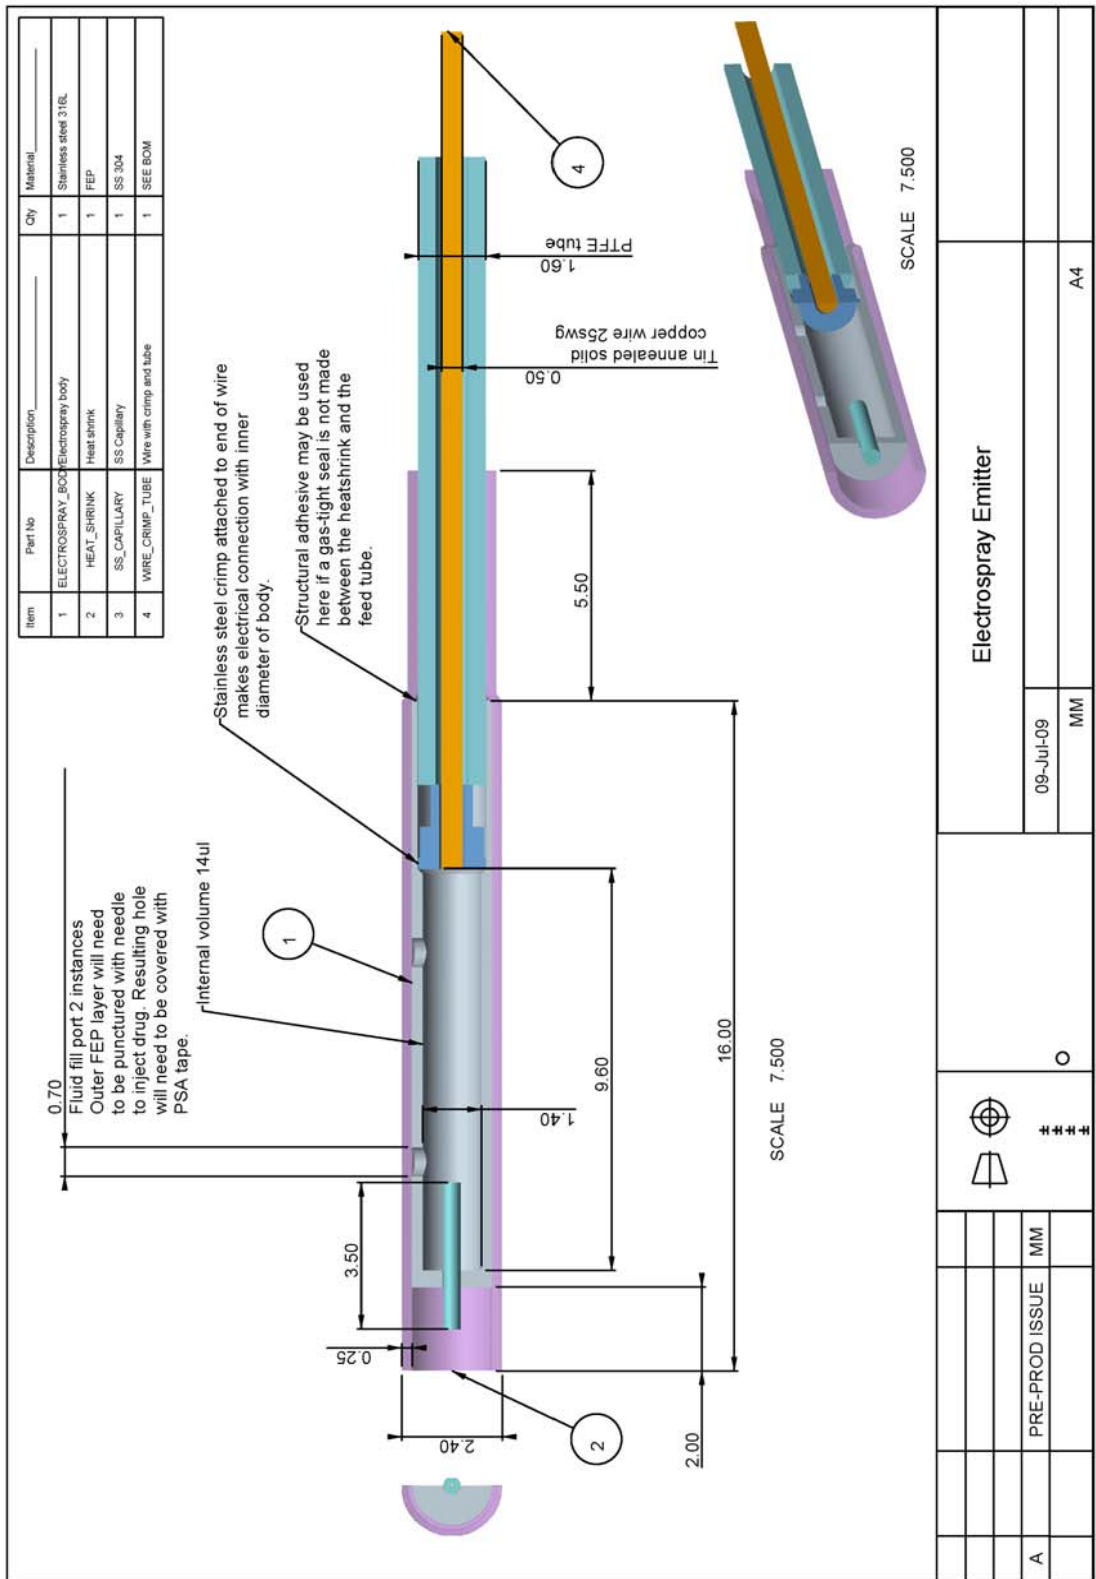 Item Part No Description Qty Material
1 ELECTROSPRAY_BODY Electrospray body 1 Stainless steel 316L
2 HEAT_SHRINK Heat shrink 1 FEP
3 SS_CAPILLARY SS Capillary 1 SS 304
4 WIRE_CRIMP_TUBE Wire with crimp and tube 1 SEE BOM
0.70
Fluid fill port 2 instances
Outer FEP layer will need
to be punctured with needle
to inject drug. Resulting hole
will need to be covered with
PSA tape.
Internal volume 14ul
Stainless steel crimp attached to end of wire
makes electrical connection with inner
diameter of body.
Structural adhesive may be used
here if a gas-tight seal is not made
between the heatshrink and the
feed tube.
1
2
4
3.50
0.25
2.40
2.00
1.40
9.60
16.00
5.50
0.50
Tin annealed solid
copper wire 25swg
1.60
PTFE tube
SCALE 7.500
SCALE 7.500
Electrospray Emitter
09-Jul-09
MM
A4
A
PRE-PROD ISSUE
MM
±
±
±
±